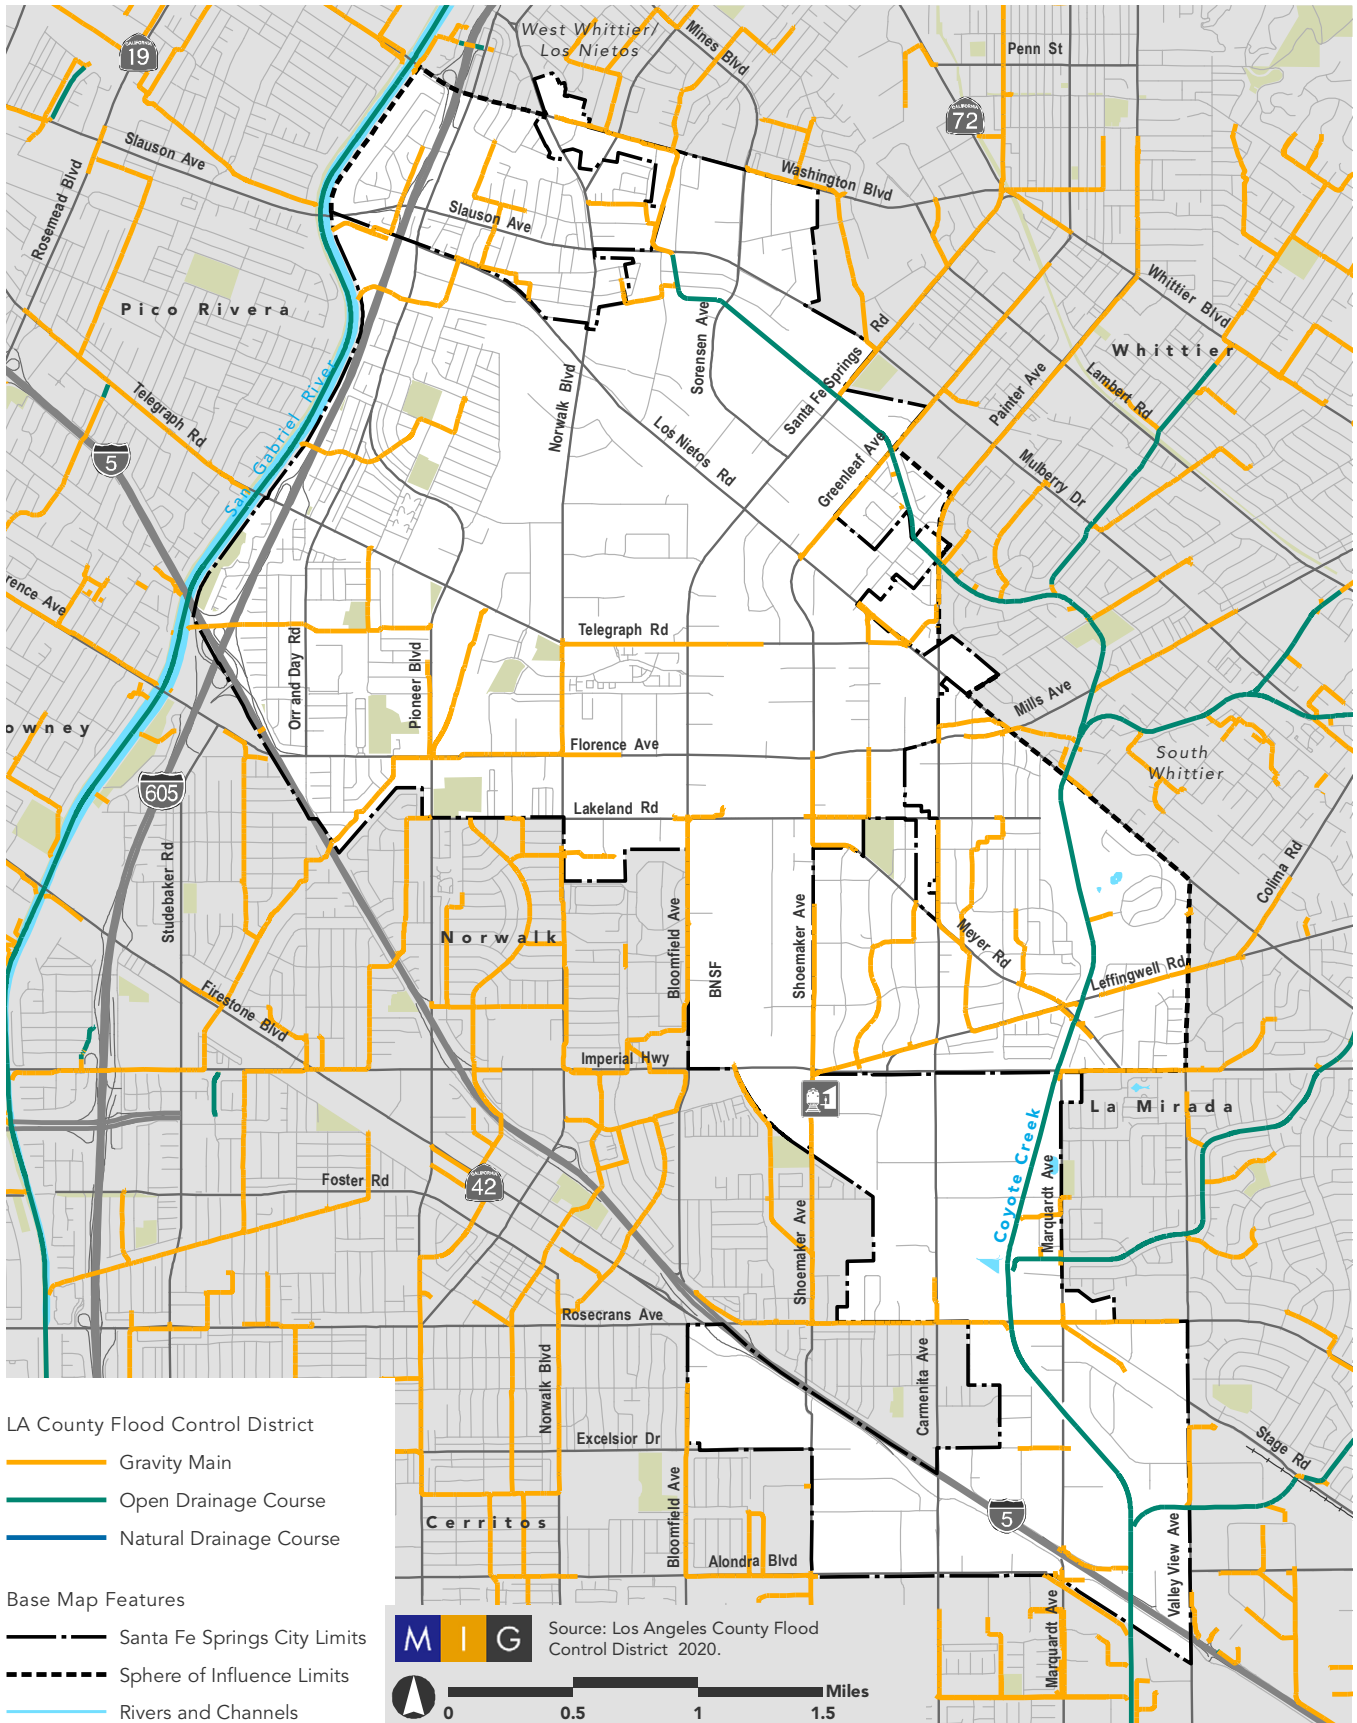 West Whittier/
Los Nietos
Mines Blvd
Penn St
CALIFORNIA
19
CALIFORNIA
72
Slauson Ave
Rosemead Blvd
Washington Blvd
Slauson Ave
Whittier Blvd
Pico Rivera
Whittier
Sorensen Ave
Santa Fe Springs Rd
Lambert Rd
Painter Ave
Telegraph Rd
San Gabriel River
Norwalk Blvd
Los Nietos Rd
Greenleaf Ave
Mulberry Dr
5
rence Ave
Telegraph Rd
Orr and Day Rd
Pioneer Blvd
Mills Ave
owney
Florence Ave
South
Whittier
605
Lakeland Rd
Studebaker Rd
Colima Rd
Norwalk
Bloomfield Ave
BNSF
Shoemaker Ave
Meyer Rd
Leffingwell Rd
Firestone Blvd
Imperial Hwy
La Mirada
Coyote Creek
Marquardt Ave
Foster Rd
CALIFORNIA
42
Shoemaker Ave
Rosecrans Ave
Norwalk Blvd
Carmenita Ave
Excelsior Dr
Stage Rd
Bloomfield Ave
Cerritos
5
Alondra Blvd
Valley View Ave
Marquardt Ave
LA County Flood Control District
Gravity Main
Open Drainage Course
Natural Drainage Course
Base Map Features
Santa Fe Springs City Limits
Sphere of Influence Limits
Rivers and Channels
M I G
Source: Los Angeles County Flood
Control District 2020.
Miles
0 0.5 1 1.5